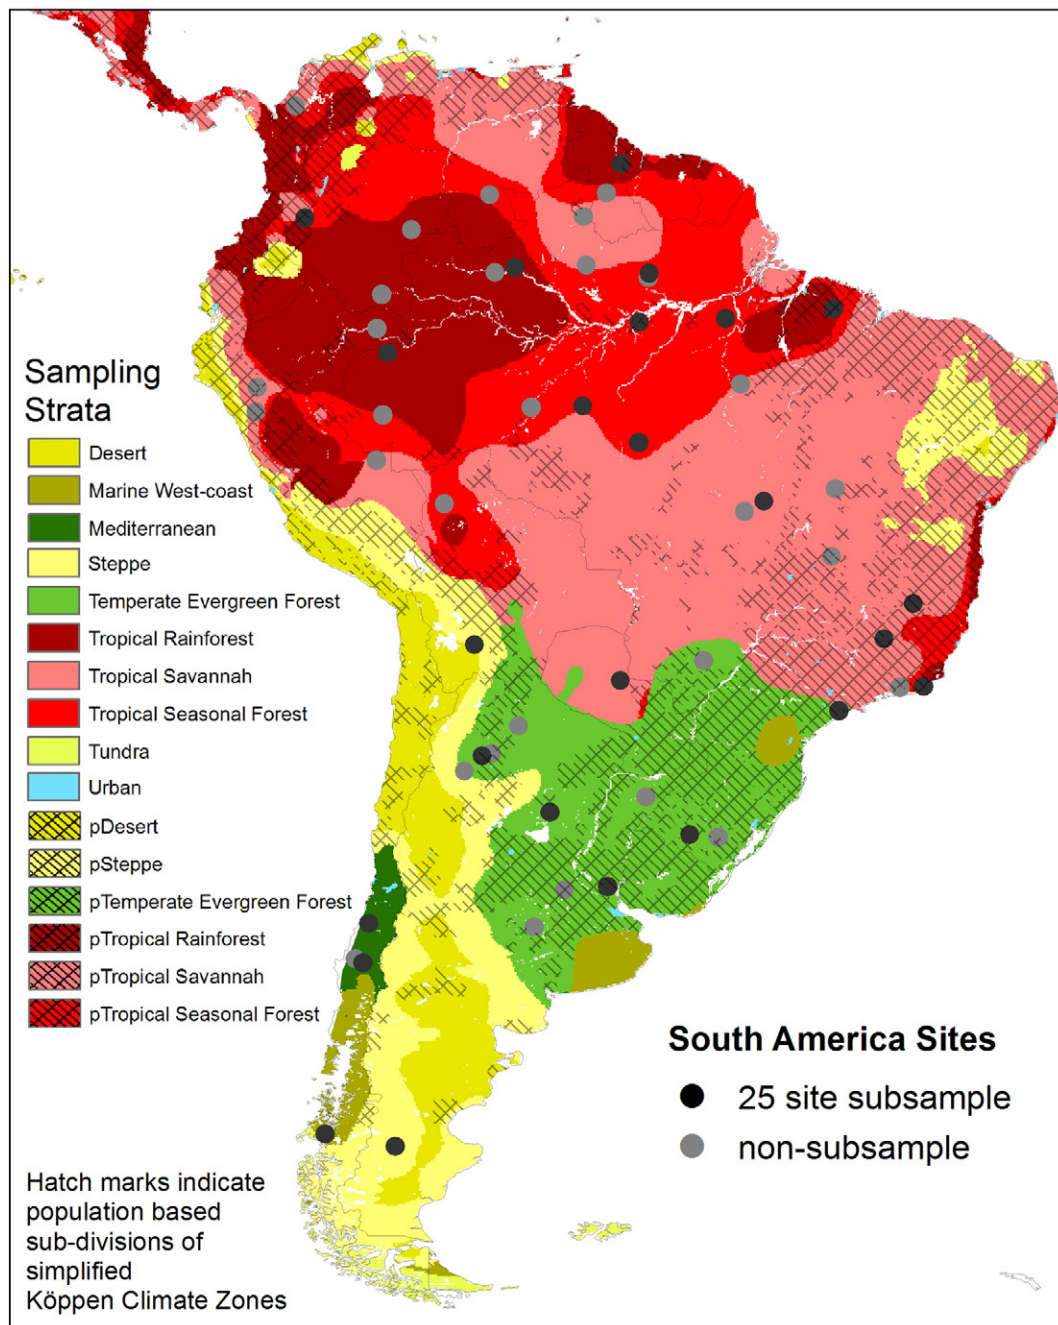 Sampling
Strata
Desert
Marine West-coast
Mediterranean
Steppe
Temperate Evergreen Forest
Tropical Rainforest
Tropical Savannah
Tropical Seasonal Forest
Tundra
Urban
pDesert
pSteppe
pTemperate Evergreen Forest
pTropical Rainforest
pTropical Savannah
pTropical Seasonal Forest
South America Sites
25 site subsample
non-subsample
Hatch marks indicate
population based
sub-divisions of
simplified
Köppen Climate Zones